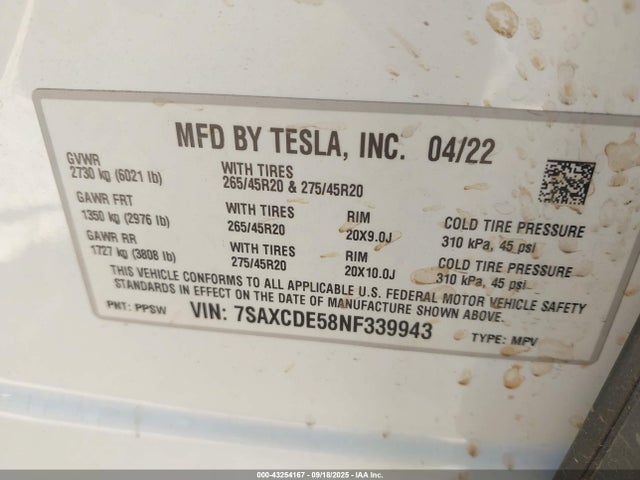 MFD BY TESLA, INC. 04/22
GVWR
2730 kg (6021 lb)
WITH TIRES
265/45R20 & 275/45R20
GAWR FRT
1350 kg (2976 lb)
WITH TIRES
265/45R20
RIM
20X9.0J
COLD TIRE PRESSURE
310 kPa, 45 psi
GAWR RR
1727 kg (3808 lb)
WITH TIRES
275/45R20
RIM
20X10.0J
COLD TIRE PRESSURE
310 kPa, 45 psi
THIS VEHICLE CONFORMS TO ALL APPLICABLE U.S. FEDERAL MOTOR VEHICLE SAFETY
STANDARDS IN EFFECT ON THE DATE OF MANUFACTURE SHOWN ABOVE.
PNT: PPSW VIN: 7SAXCDE58NF339943 TYPE: MPV
000-43254167 - 09/18/2025 - IAA Inc.